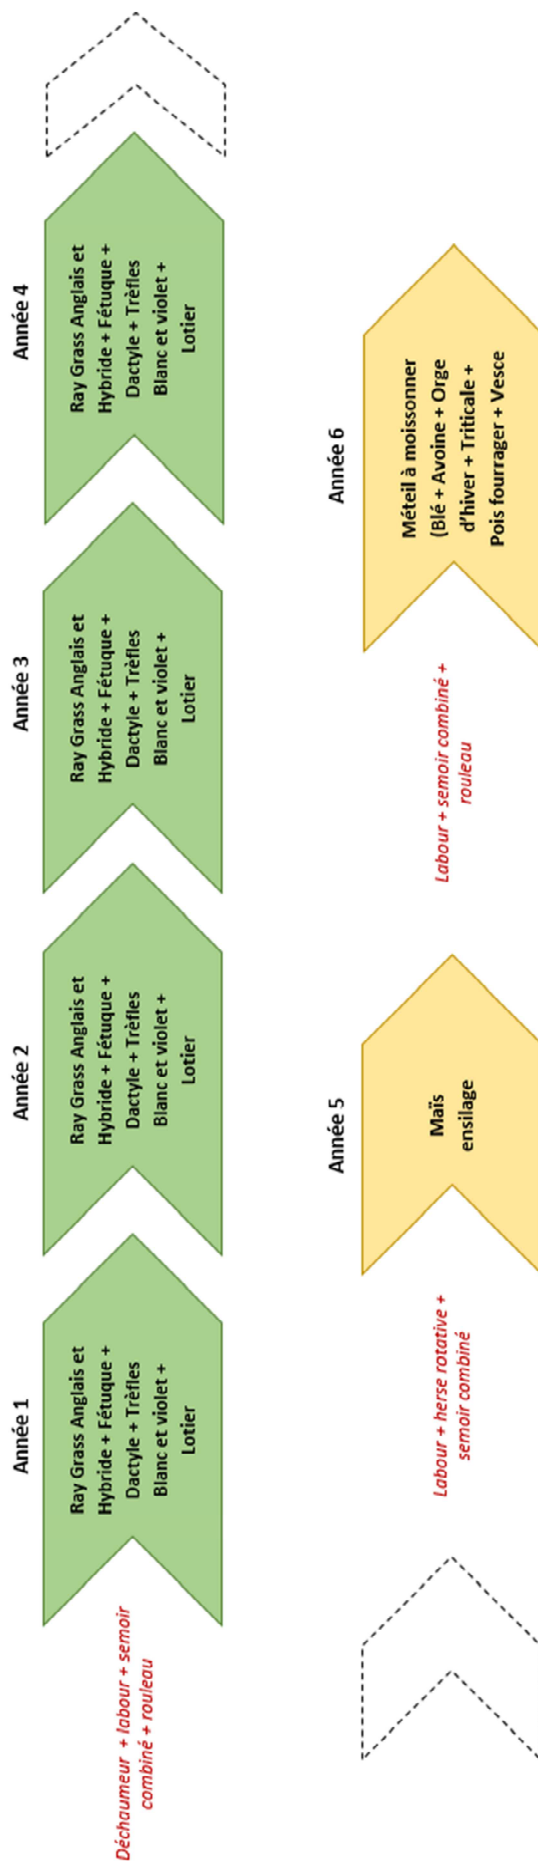 Déchaumeur + labour + semoir
combiné + rouleau
Année 1
Ray Grass Anglais et
Hybride + Fétuque +
Dactyle + Trèfles
Blanc et violet +
Lotier
Année 2
Ray Grass Anglais et
Hybride + Fétuque +
Dactyle + Trèfles
Blanc et violet +
Lotier
Année 3
Ray Grass Anglais et
Hybride + Fétuque +
Dactyle + Trèfles
Blanc et violet +
Lotier
Année 4
Ray Grass Anglais et
Hybride + Fétuque +
Dactyle + Trèfles
Blanc et violet +
Lotier
Labour + herse rotative +
semoir combiné
Année 5
Maïs
ensilage
Labour + semoir combiné +
rouleau
Année 6
Méteil à moissonner
(Blé + Avoine + Orge
d'hiver + Triticale +
Pois fourrager + Vesce